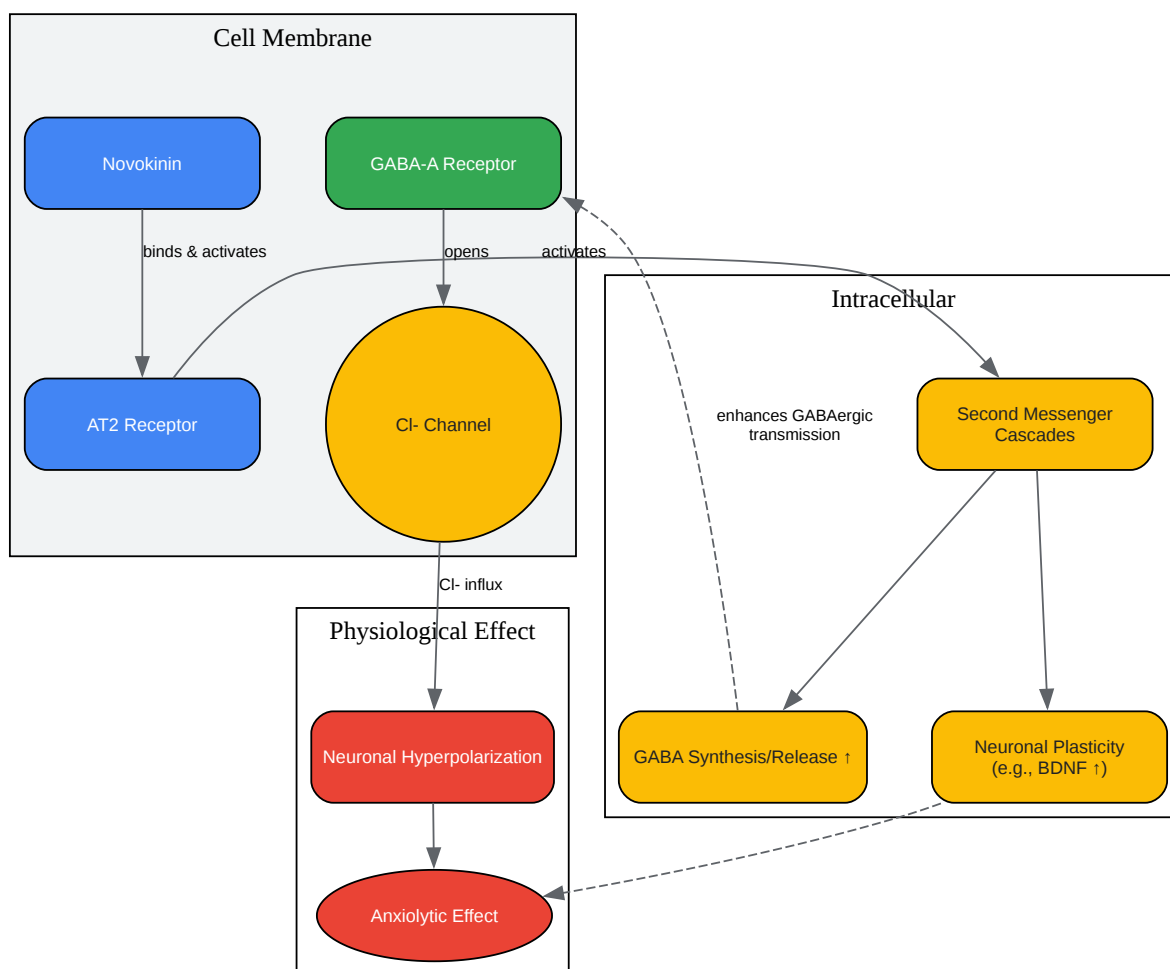 Cell Membrane
Novokinin
GABA-A Receptor
binds & activates
opens
activates
Intracellular
AT2 Receptor
Cl- Channel
enhances GABAergic
transmission
Second Messenger
Cascades
Cl- influx
Physiological Effect
Neuronal Hyperpolarization
GABA Synthesis/Release ↑
Neuronal Plasticity
(e.g., BDNF ↑)
Anxiolytic Effect